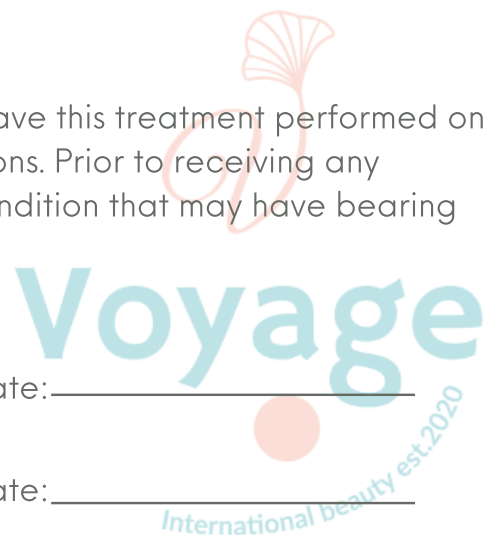 ave this treatment performed on
ons. Prior to receiving any
ndition that may have bearing
Voyage
ate:
ate:
International beauty est.2020